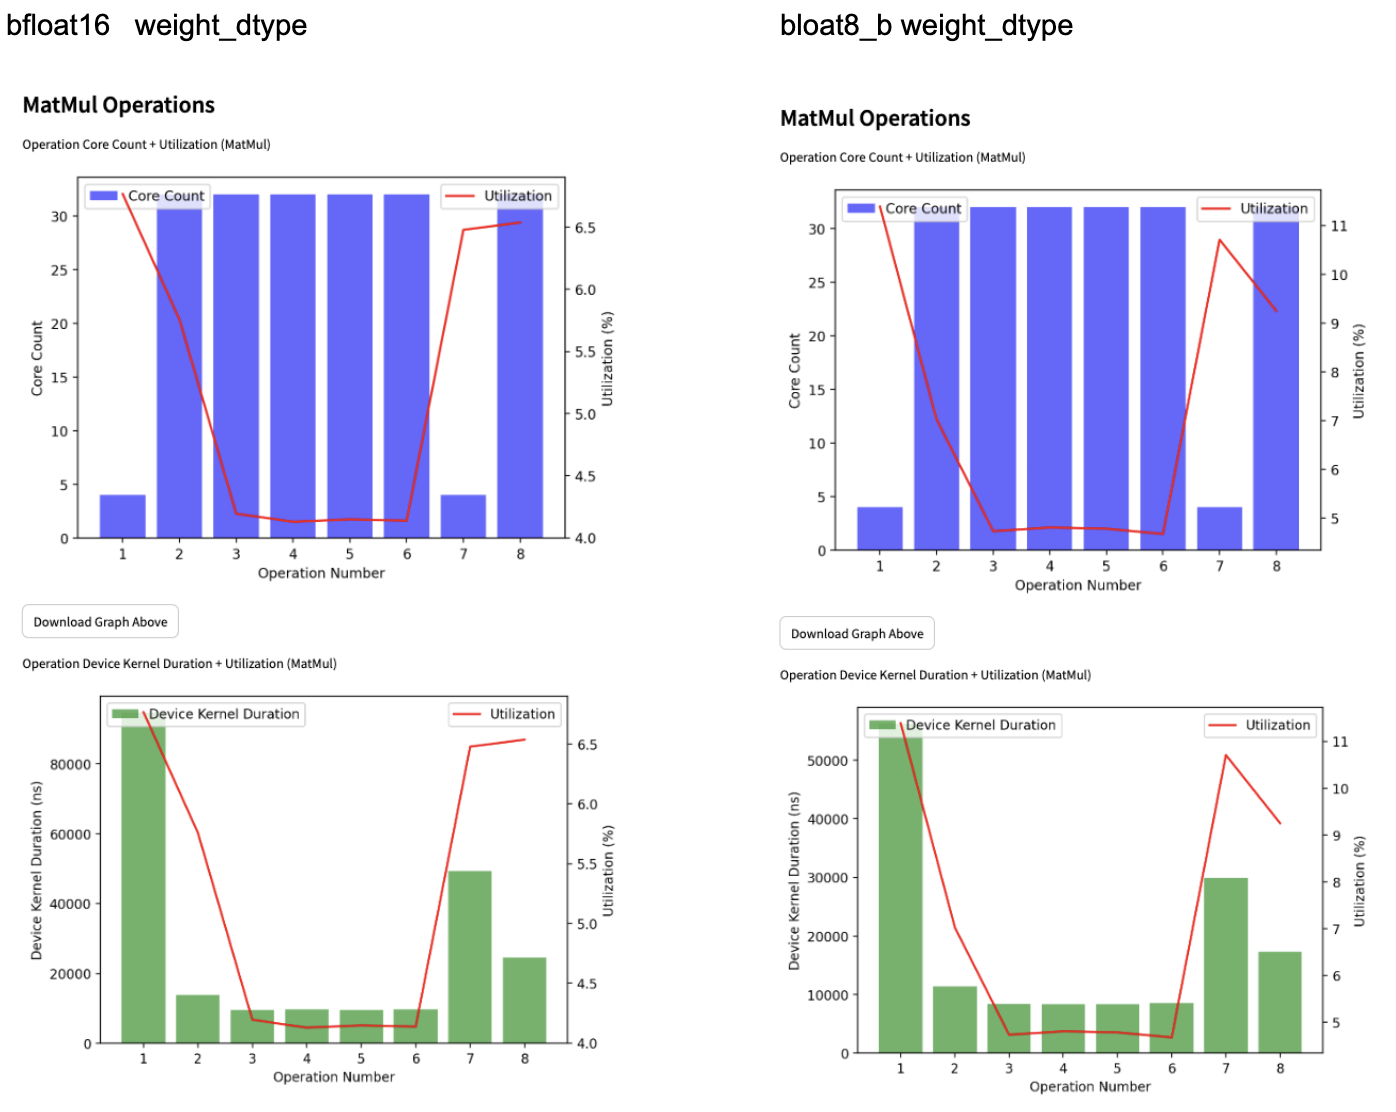 bfloat16 weight_dtype
MatMul Operations
Operation Core Count + Utilization (MatMul)
Core Count
Utilization
30
25
20
15
10
5
0
Core Count
6.5
6.0
5.5
5.0
4.5
4.0
Utilization (%)
1 2 3 4 5 6 7 8
Operation Number
Download Graph Above
Operation Device Kernel Duration + Utilization (MatMul)
Device Kernel Duration
Utilization
80000
60000
40000
20000
0
Device Kernel Duration (ns)
6.5
6.0
5.5
5.0
4.5
4.0
Utilization (%)
1 2 3 4 5 6 7 8
Operation Number
bloat8_b weight_dtype
MatMul Operations
Operation Core Count + Utilization (MatMul)
Core Count
Utilization
30
25
20
15
10
5
0
Core Count
11
10
9
8
7
6
5
Utilization (%)
1 2 3 4 5 6 7 8
Operation Number
Download Graph Above
Operation Device Kernel Duration + Utilization (MatMul)
Device Kernel Duration
Utilization
50000
40000
30000
20000
10000
0
Device Kernel Duration (ns)
11
10
9
8
7
6
5
Utilization (%)
1 2 3 4 5 6 7 8
Operation Number